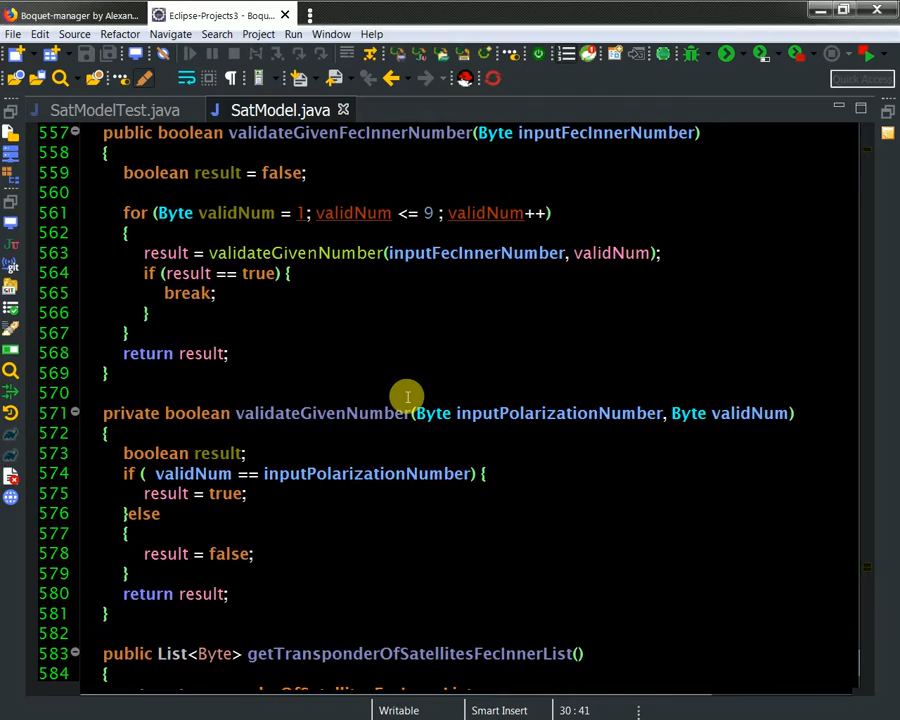 Boquet-manager by Alexan
Eclipse-Projects3 - Boqu
File Edit Source Refactor Navigate Search Project Run Window Help
Quick Access
SatModelTest.java SatModel.java
557 public boolean validateGivenFecInnerNumber(Byte inputFecInnerNumber)
558 {
559 boolean result = false;
560
561 for (Byte validNum = 1; validNum <= 9 ; validNum++)
562 {
563 result = validateGivenNumber(inputFecInnerNumber, validNum);
564 if (result == true) {
565 break;
566 }
567 }
568 return result;
569 }
570
571 private boolean validateGivenNumber(Byte inputPolarizationNumber, Byte validNum)
572 {
573 boolean result;
574 if ( validNum == inputPolarizationNumber) {
575 result = true;
576 }else
577 {
578 result = false;
579 }
580 return result;
581 }
582
583 public List<Byte> getTransponderOfSatellitesFecInnerList()
584 {
Writable Smart Insert 30 : 41